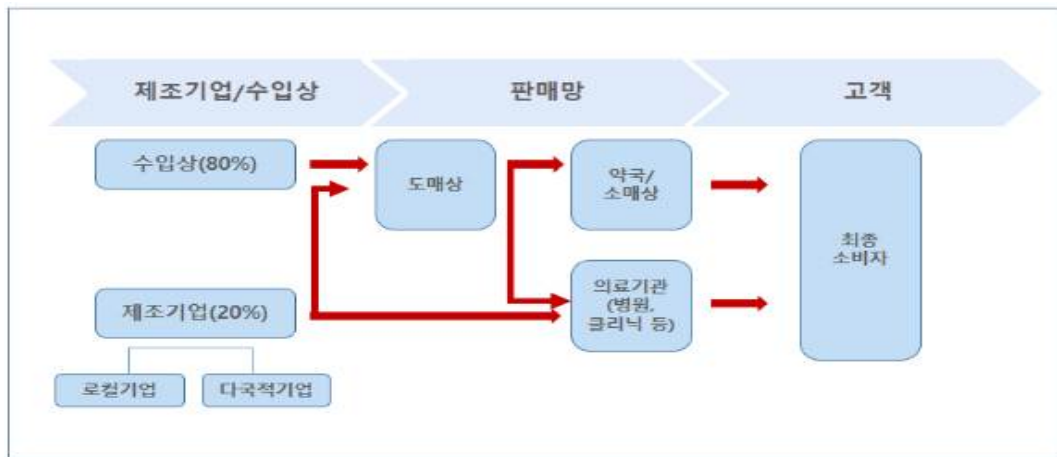 제조기업/수입상
판매망
고객
수입상(80%)
도매상
약국/
소매상
최종
소비자
제조기업(20%)
의료기관
(병원,
클리닉 등)
로컬기업
다국적기업